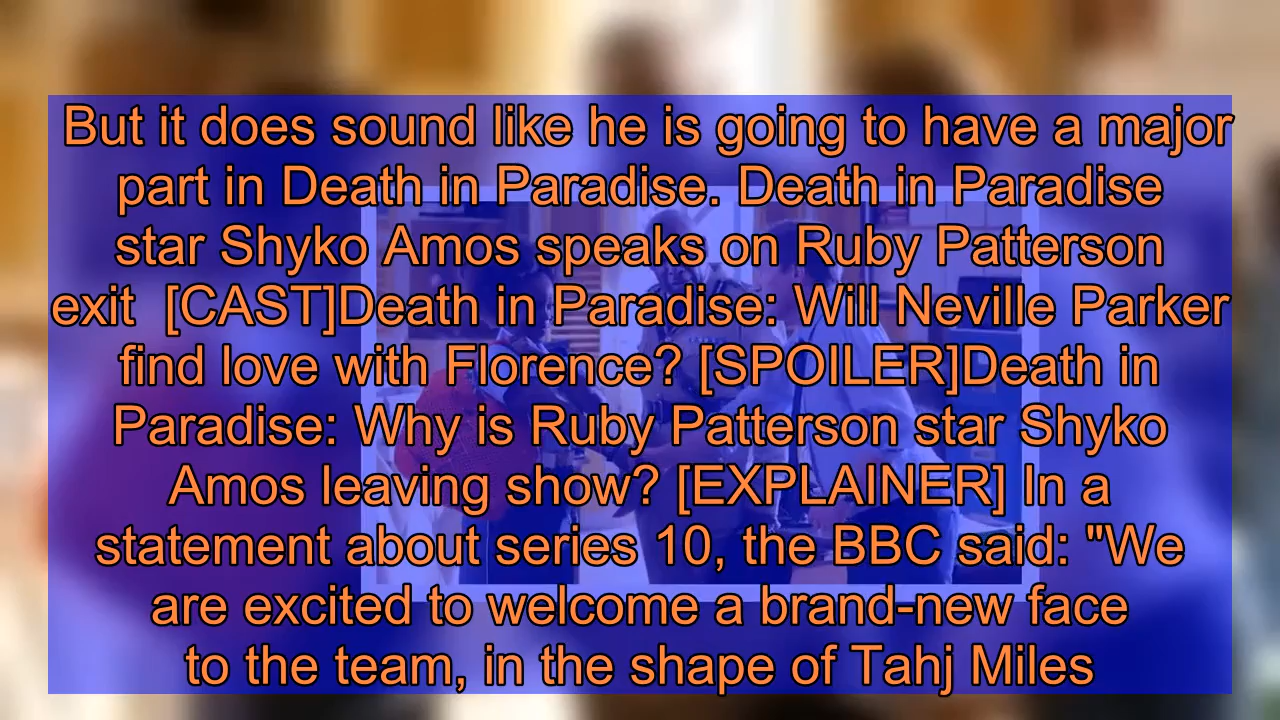 But it does sound like he is going to have a major
part in Death in Paradise. Death in Paradise
star Shyko Amos speaks on Ruby Patterson
exit  [CAST]Death in Paradise: Will Neville Parker
find love with Florence? [SPOILER]Death in
Paradise: Why is Ruby Patterson star Shyko
Amos leaving show? [EXPLAINER] In a
statement about series 10, the BBC said: "We
are excited to welcome a brand-new face
to the team, in the shape of Tahj Miles